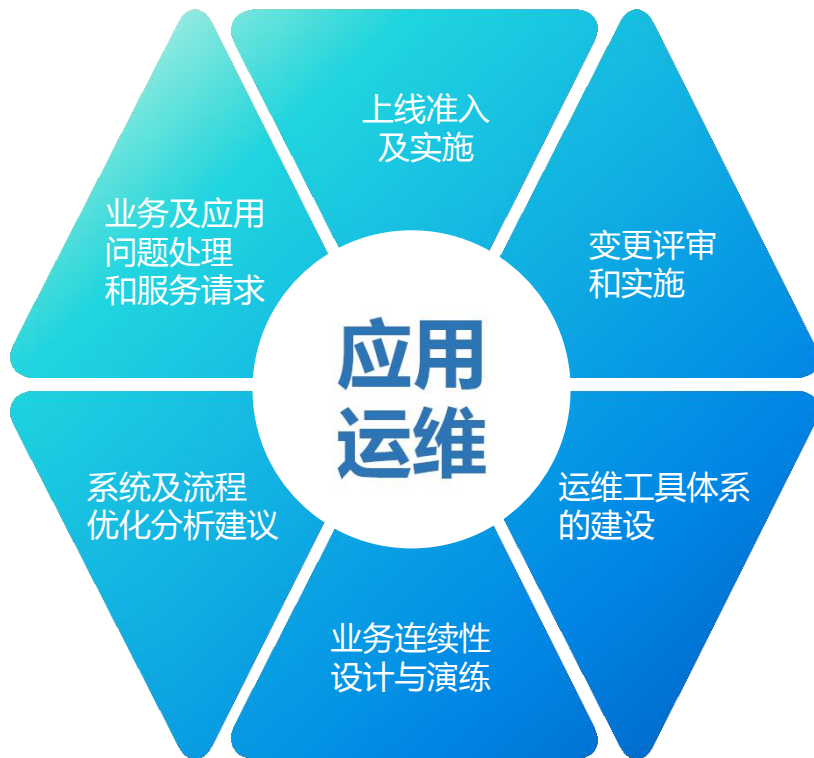 上线准入
及实施
业务及应用
问题处理
和服务请求
变更评审
和实施
应用
运维
系统及流程
优化分析建议
运维工具体系
的建设
业务连续性
设计与演练